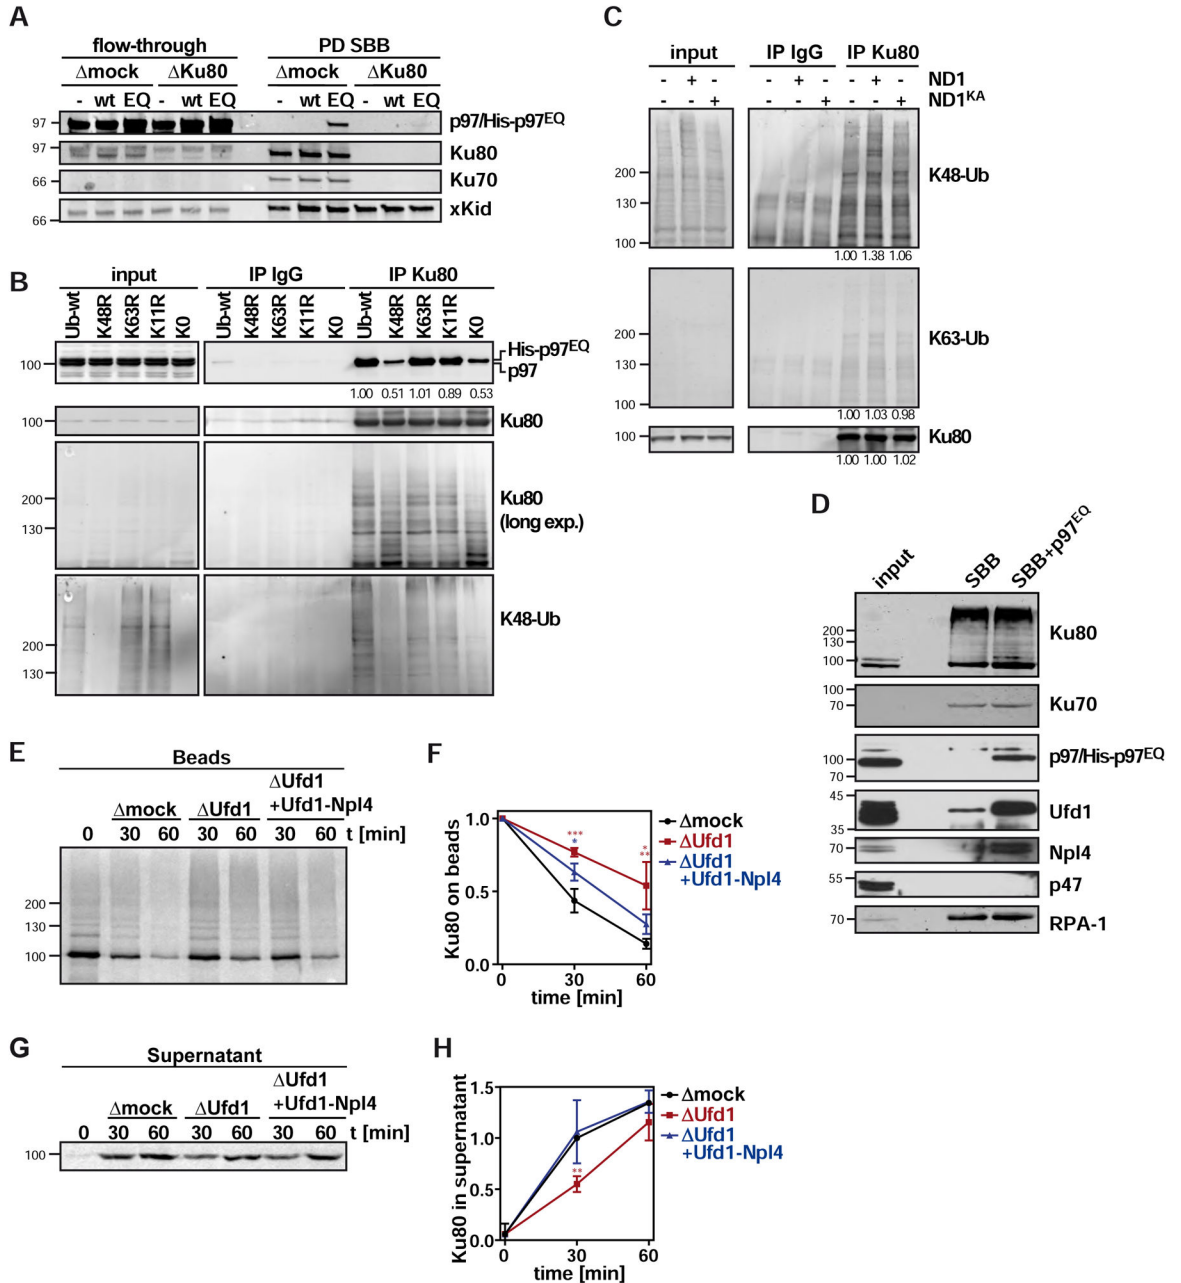 A
flow-through PD SBB
Δmock ΔKu80 Δmock ΔKu80
- wt EQ - wt EQ - wt EQ - wt EQ
97 p97/His-p97EQ
97 Ku80
66 Ku70
66 xKid
B
input IP IgG IP Ku80
Ub-wt K48R K63R K11R K0 Ub-wt K48R K63R K11R K0 Ub-wt K48R K63R K11R K0
100 His-p97EQ
p97
1.00 0.51 1.01 0.89 0.53
100 Ku80
200 Ku80
130 (long exp.)
K48-Ub
200
130
C
input IP IgG IP Ku80
- + - - + - - + - ND1
- - + - - + - - + ND1KA
200 K48-Ub
130
100
1.00 1.38 1.06
200 K63-Ub
130
100
1.00 1.03 0.98
100 Ku80
1.00 1.00 1.02
D
input SBB SBB+p97EQ
200 Ku80
130
100
100
70 Ku70
100 p97/His-p97EQ
70
45 Ufd1
35
70 Npl4
55 p47
70 RPA-1
E
Beads
ΔUfd1
Δmock ΔUfd1 +Ufd1-Npl4
0 30 60 30 60 30 60 t [min]
200
130
100
F
1.0
0.5
0.0
Ku80 on beads
0 30 60
time [min]
***
*
*
**
Δmock
ΔUfd1
ΔUfd1
+Ufd1-Npl4
G
Supernatant
ΔUfd1
Δmock ΔUfd1 +Ufd1-Npl4
0 30 60 30 60 30 60 t [min]
100
H
1.5
1.0
0.5
0.0
Ku80 in supernatant
0 30 60
time [min]
**
Δmock
ΔUfd1
ΔUfd1
+Ufd1-Npl4